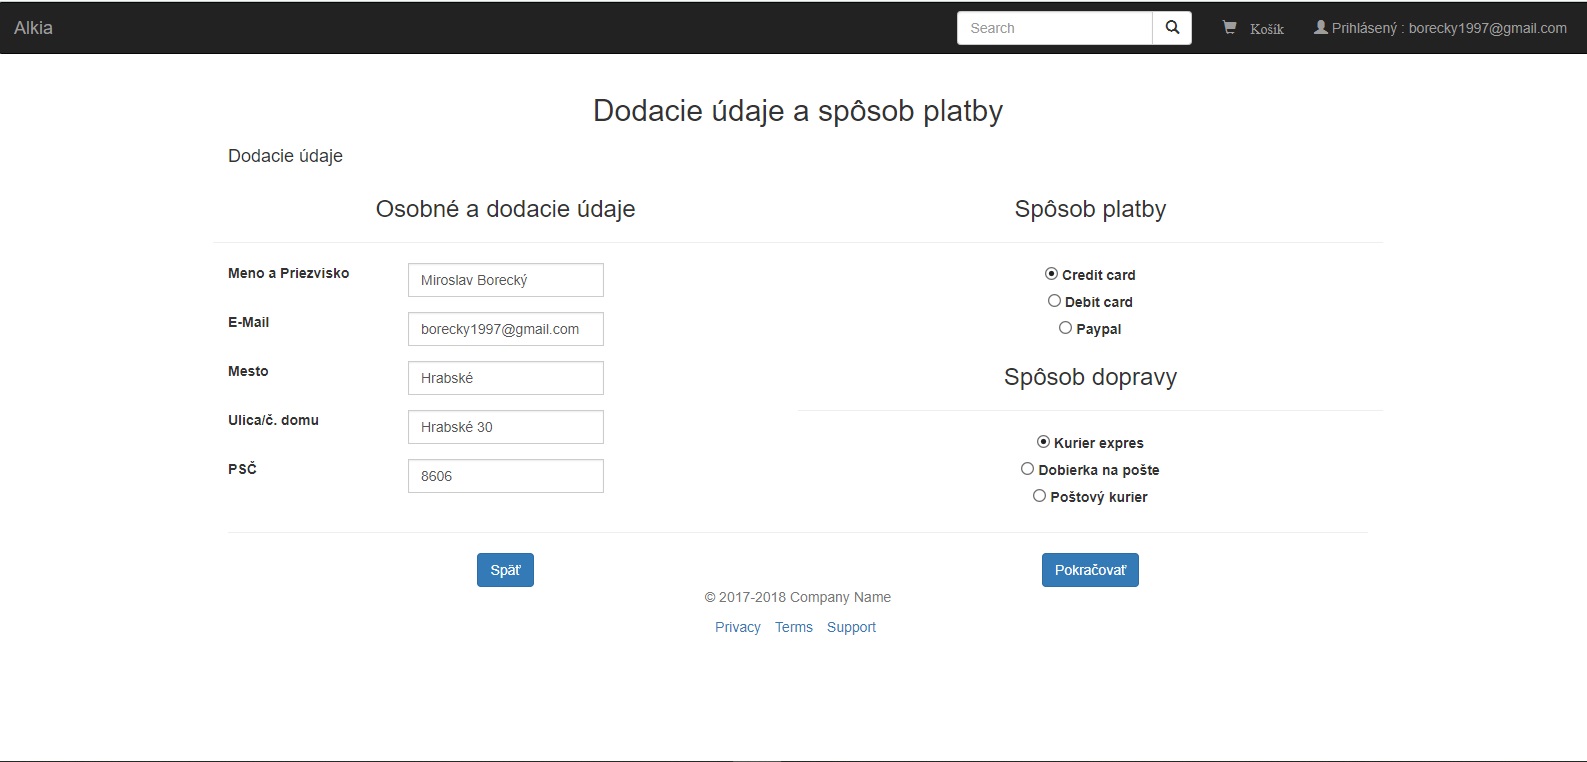 Alkia
Search
Košík
Prihlásený : borecky1997@gmail.com
Dodacie údaje a spôsob platby
Dodacie údaje
Osobné a dodacie údaje
Meno a Priezvisko
Miroslav Borecký
E-Mail
borecky1997@gmail.com
Mesto
Hrabské
Ulica/č. domu
Hrabské 30
PSČ
8606
Spôsob platby
Credit card
Debit card
Paypal
Spôsob dopravy
Kurier expres
Dobierka na pošte
Poštový kurier
Späť
Pokračovať
© 2017-2018 Company Name
Privacy Terms Support